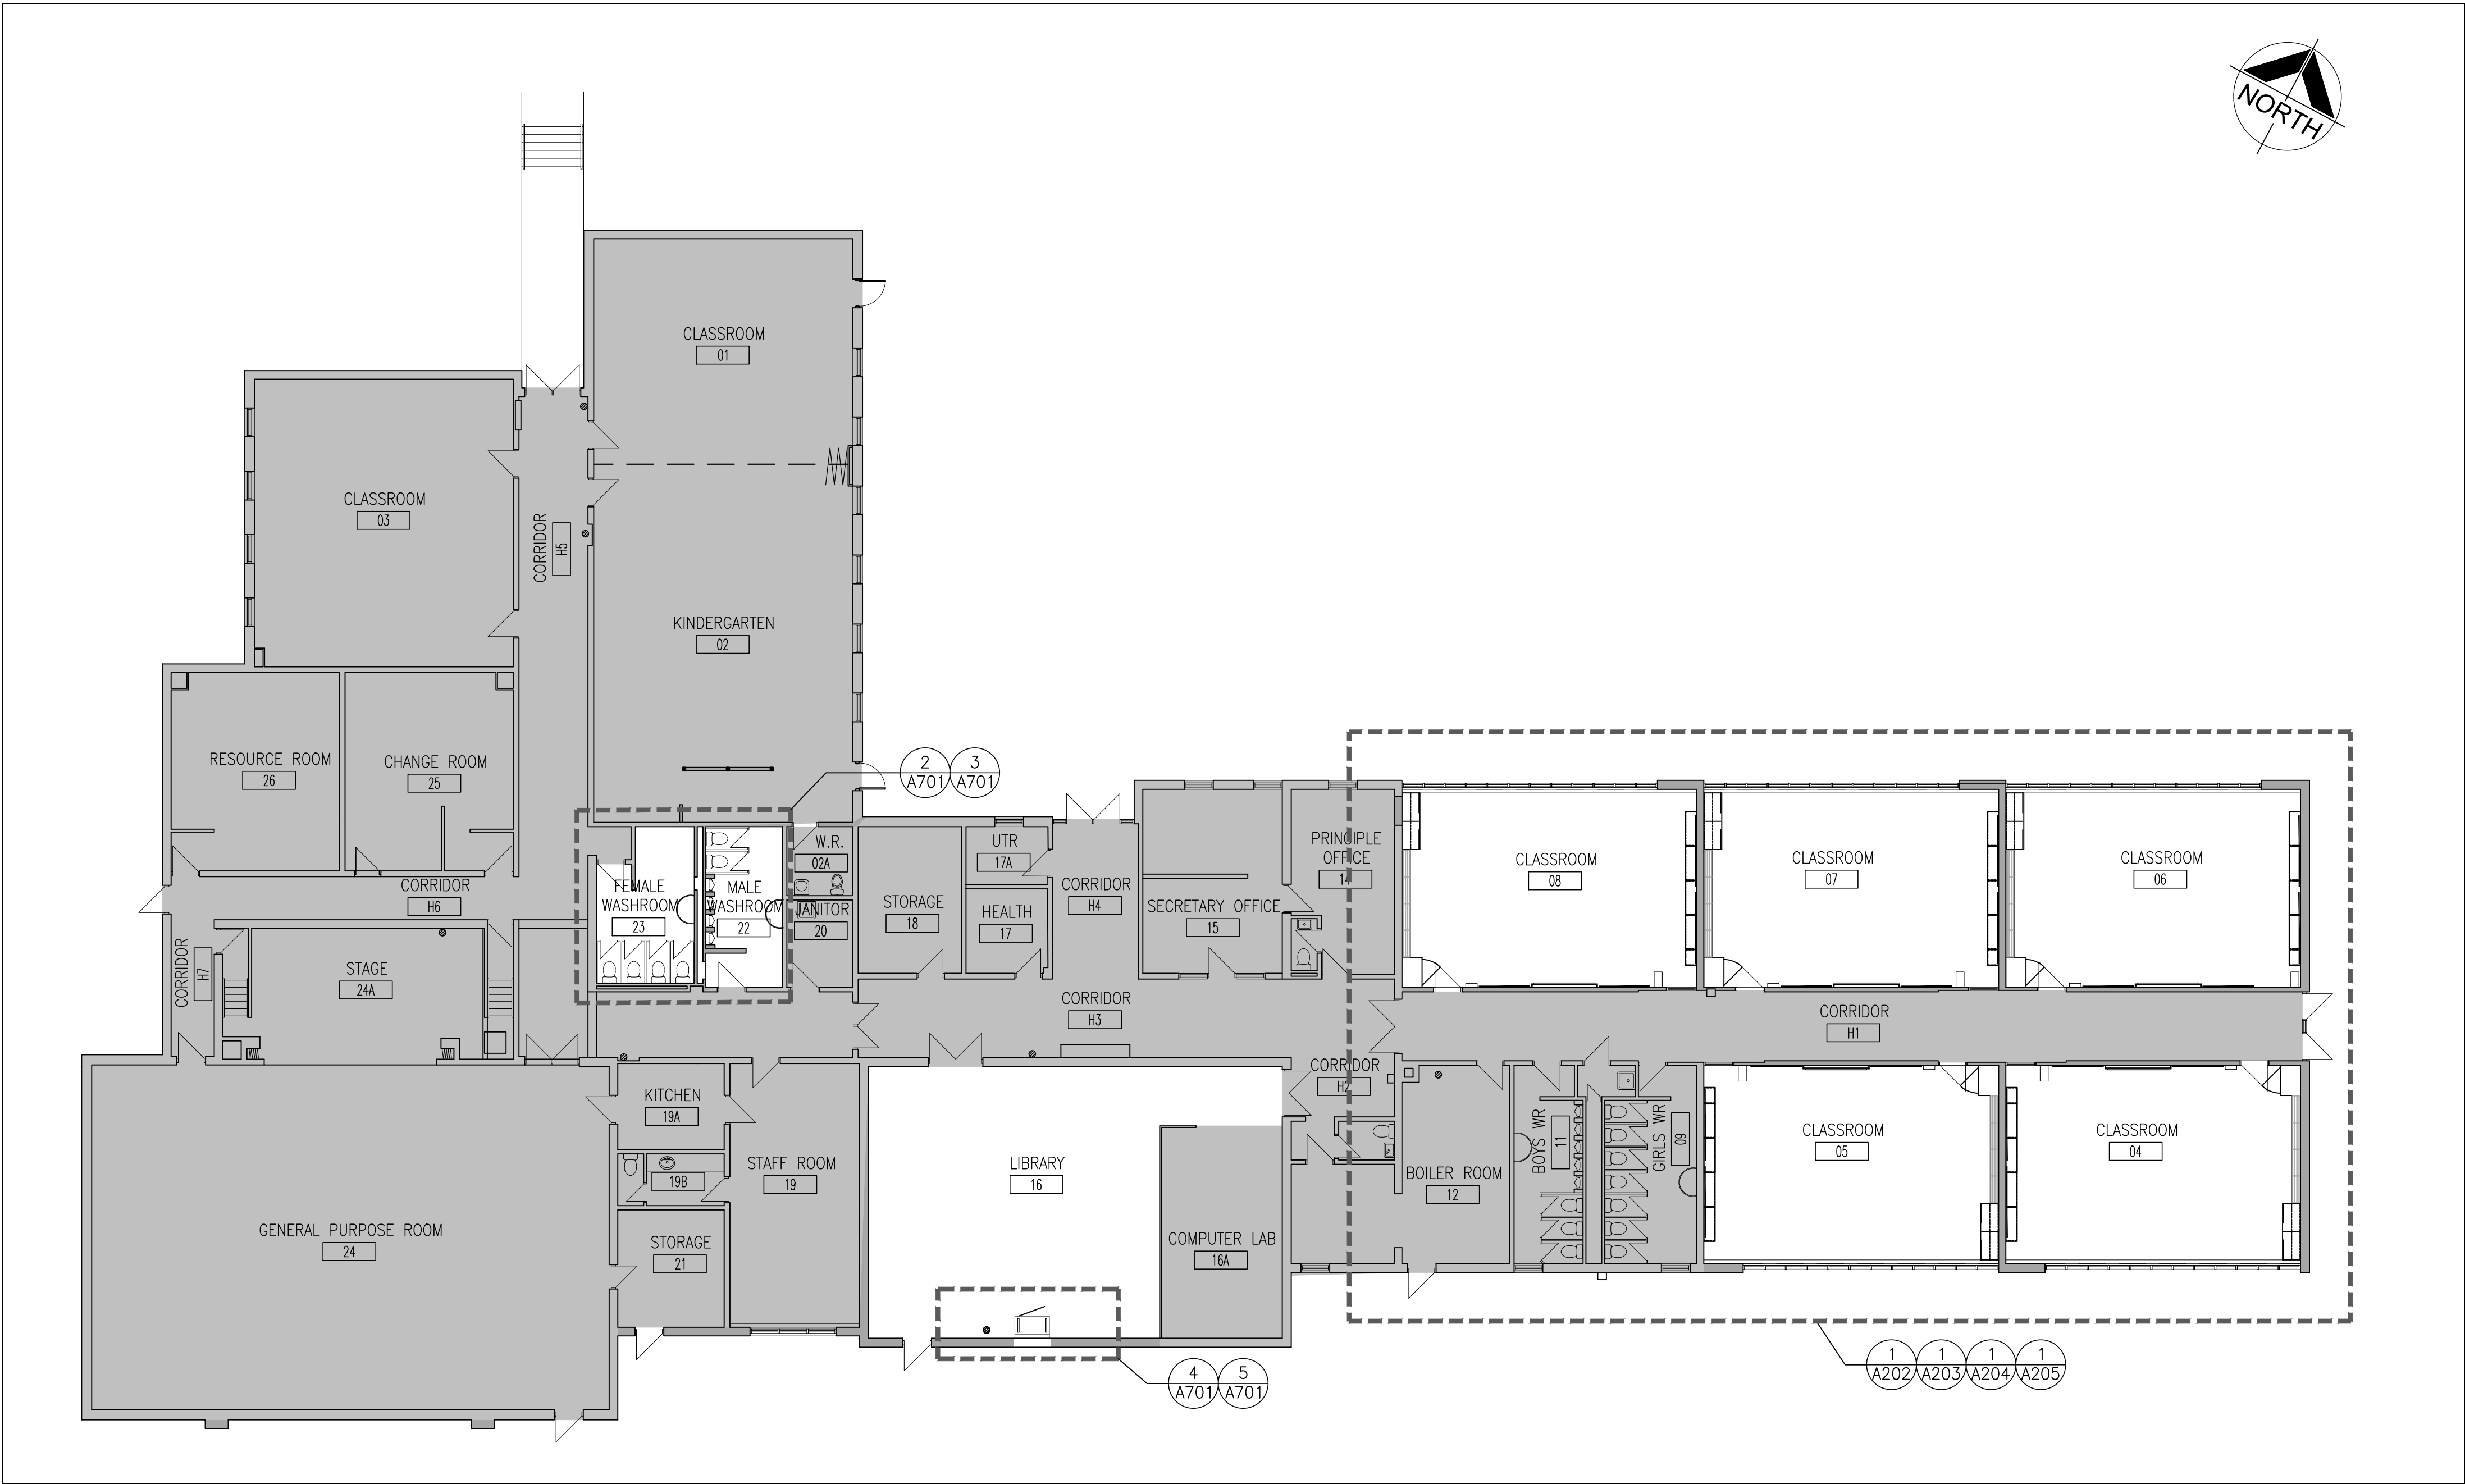 NORTH
CLASSROOM
01
CLASSROOM
03
CORRIDOR
H5
KINDERGARTEN
02
RESOURCE ROOM
26
CHANGE ROOM
25
2
A701
3
A701
CORRIDOR
H6
FEMALE
WASHROOM
23
MALE
WASHROOM
22
W.R.
02A
JANITOR
20
STORAGE
18
UTR
17A
HEALTH
17
CORRIDOR
H4
SECRETARY OFFICE
15
PRINCIPLE
OFFICE
14
CLASSROOM
08
CLASSROOM
07
CLASSROOM
06
CORRIDOR
H7
STAGE
24A
CORRIDOR
H3
CORRIDOR
H1
CORRIDOR
H2
KITCHEN
19A
19B
STAFF ROOM
19
LIBRARY
16
COMPUTER LAB
16A
BOILER ROOM
12
BOYS WR
11
GIRLS WR
09
CLASSROOM
05
CLASSROOM
04
GENERAL PURPOSE ROOM
24
STORAGE
21
4
A701
5
A701
1
A202
1
A203
1
A204
1
A205